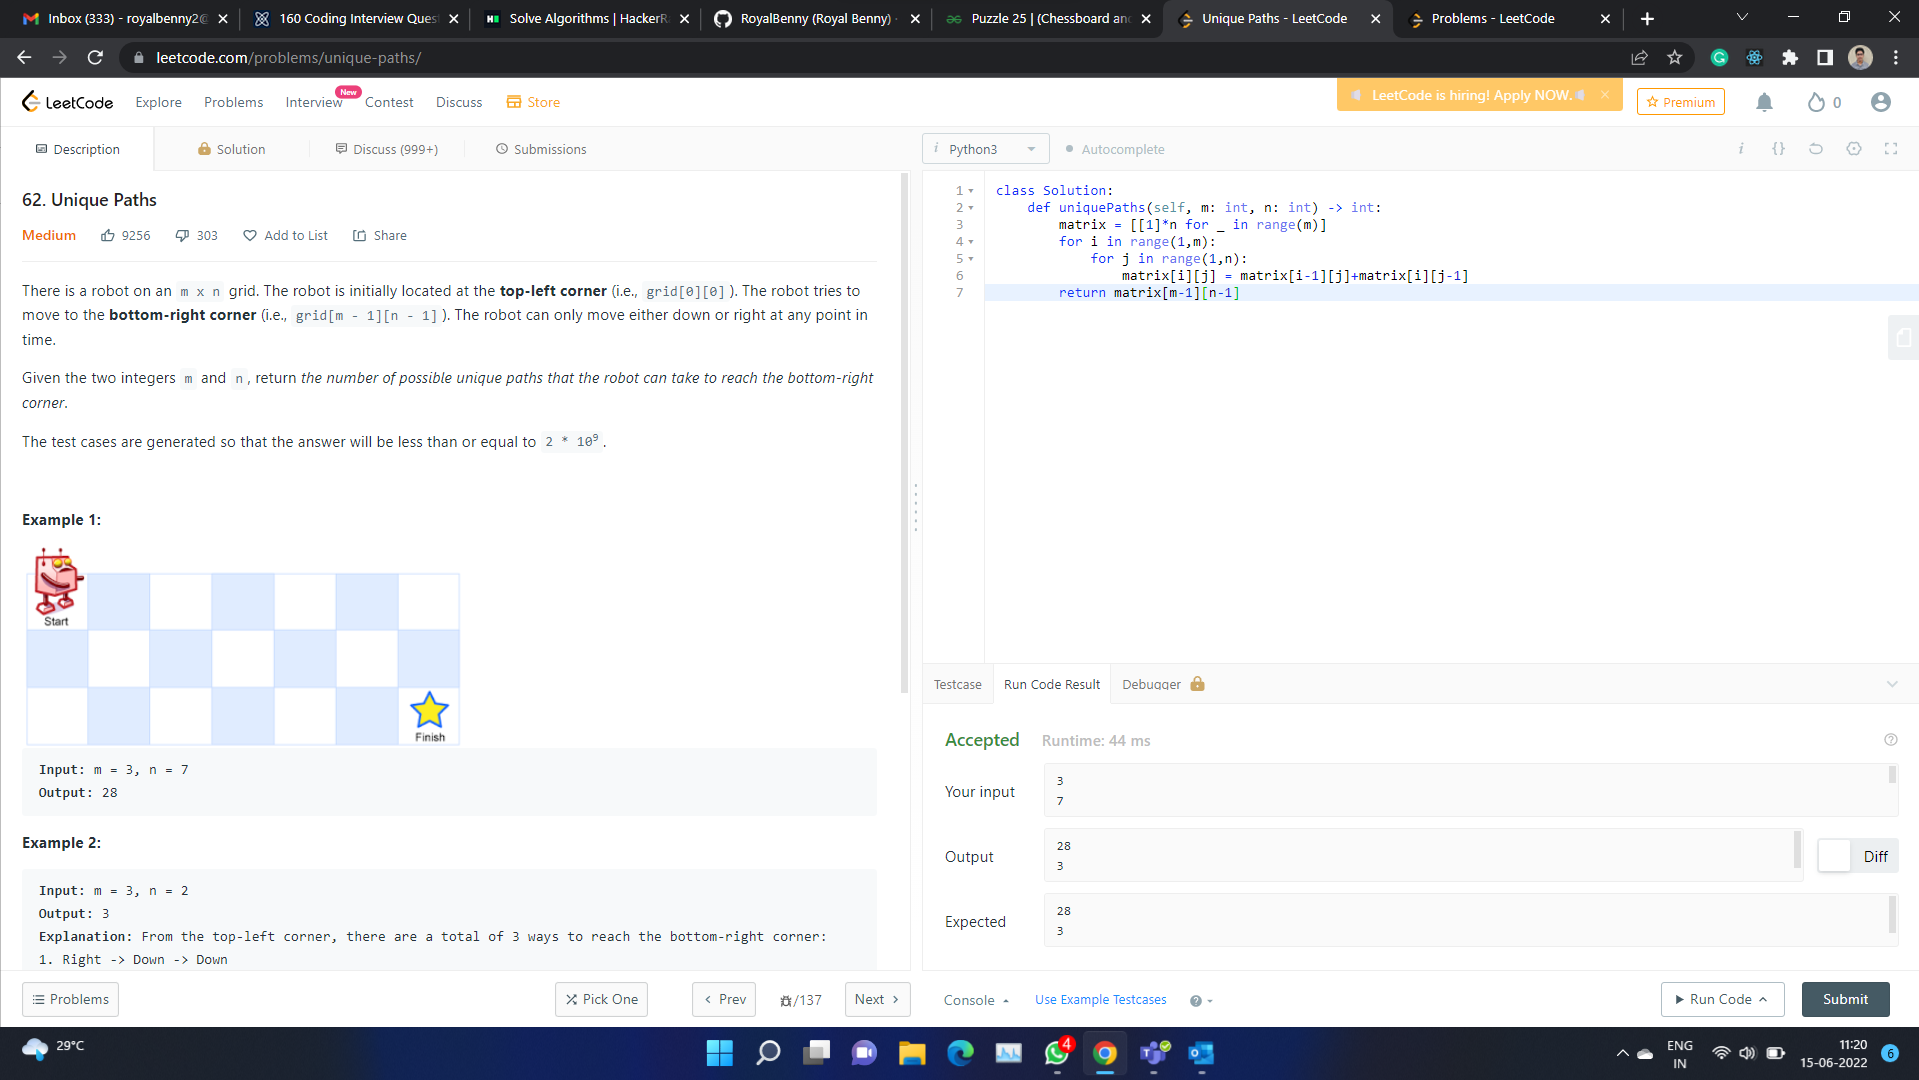 Inbox (333) - royalbenny2@
160 Coding Interview Ques
Solve Algorithms | HackerR
RoyalBenny (Royal Benny) ·
Puzzle 25 | (Chessboard and
Unique Paths - LeetCode
Problems - LeetCode
leetcode.com/problems/unique-paths/
LeetCode
Explore
Problems
Interview
New
Contest
Discuss
Store
LeetCode is hiring! Apply NOW.
Premium
0
Description
Solution
Discuss (999+)
Submissions
62. Unique Paths
Medium
9256
303
Add to List
Share
There is a robot on an m x n grid. The robot is initially located at the top-left corner (i.e., grid[0][0] ). The robot tries to
move to the bottom-right corner (i.e., grid[m - 1][n - 1] ). The robot can only move either down or right at any point in
time.
Given the two integers m and n , return the number of possible unique paths that the robot can take to reach the bottom-right
corner.
The test cases are generated so that the answer will be less than or equal to 2 * 10⁹ .
Example 1:
Start
Finish
Input: m = 3, n = 7
Output: 28
Example 2:
Input: m = 3, n = 2
Output: 3
Explanation: From the top-left corner, there are a total of 3 ways to reach the bottom-right corner:
1. Right -> Down -> Down
Problems
Pick One
Prev
/137
Next
i Python3
Autocomplete
i {}
1 class Solution:
2 def uniquePaths(self, m: int, n: int) -> int:
3 matrix = [[1]*n for _ in range(m)]
4 for i in range(1,m):
5 for j in range(1,n):
6 matrix[i][j] = matrix[i-1][j]+matrix[i][j-1]
7 return matrix[m-1][n-1]
Testcase
Run Code Result
Debugger
Accepted
Runtime: 44 ms
Your input
3
7
Output
28
3
Diff
Expected
28
3
Console
Use Example Testcases
Run Code
Submit
29°C
4
ENG
IN
11:20
15-06-2022
6